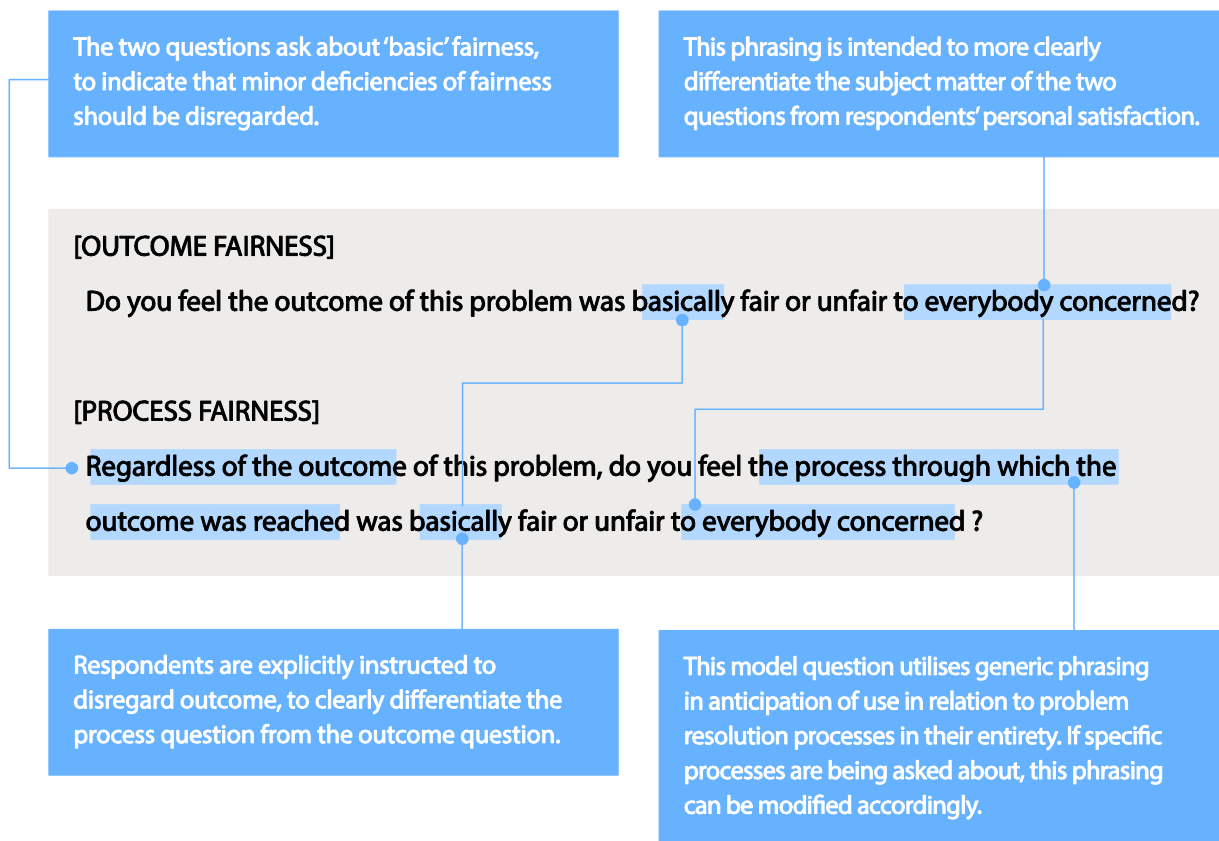 The two questions ask about 'basic' fairness,
to indicate that minor deficiencies of fairness
should be disregarded.
This phrasing is intended to more clearly
differentiate the subject matter of the two
questions from respondents' personal satisfaction.
[OUTCOME FAIRNESS]
Do you feel the outcome of this problem was basically fair or unfair to everybody concerned?
[PROCESS FAIRNESS]
Regardless of the outcome of this problem, do you feel the process through which the
outcome was reached was basically fair or unfair to everybody concerned ?
Respondents are explicitly instructed to
disregard outcome, to clearly differentiate the
process question from the outcome question.
This model question utilises generic phrasing
in anticipation of use in relation to problem
resolution processes in their entirety. If specific
processes are being asked about, this phrasing
can be modified accordingly.